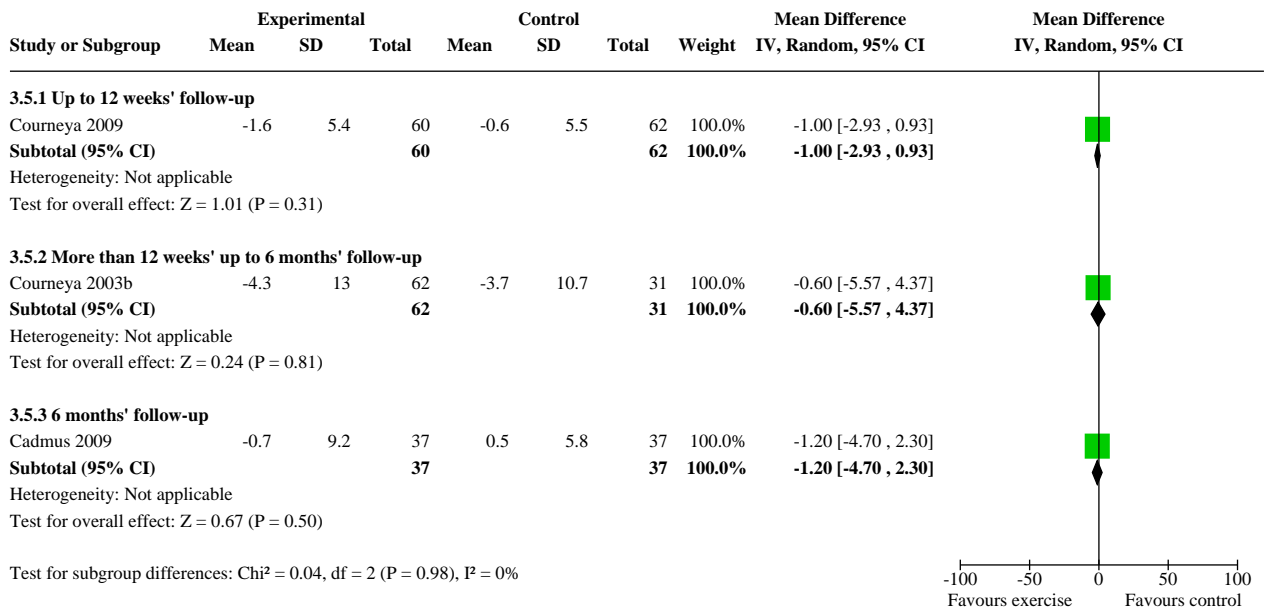 Experimental Control Mean Difference Mean Difference
Study or Subgroup Mean SD Total Mean SD Total Weight IV, Random, 95% CI IV, Random, 95% CI
3.5.1 Up to 12 weeks' follow-up
Courneya 2009 -1.6 5.4 60 -0.6 5.5 62 100.0% -1.00 [-2.93 , 0.93]
Subtotal (95% CI) 60 62 100.0% -1.00 [-2.93 , 0.93]
Heterogeneity: Not applicable
Test for overall effect: Z = 1.01 (P = 0.31)
3.5.2 More than 12 weeks' up to 6 months' follow-up
Courneya 2003b -4.3 13 62 -3.7 10.7 31 100.0% -0.60 [-5.57 , 4.37]
Subtotal (95% CI) 62 31 100.0% -0.60 [-5.57 , 4.37]
Heterogeneity: Not applicable
Test for overall effect: Z = 0.24 (P = 0.81)
3.5.3 6 months' follow-up
Cadmus 2009 -0.7 9.2 37 0.5 5.8 37 100.0% -1.20 [-4.70 , 2.30]
Subtotal (95% CI) 37 37 100.0% -1.20 [-4.70 , 2.30]
Heterogeneity: Not applicable
Test for overall effect: Z = 0.67 (P = 0.50)
Test for subgroup differences: Chi² = 0.04, df = 2 (P = 0.98), I² = 0%
-100 -50 0 50 100
Favours exercise Favours control